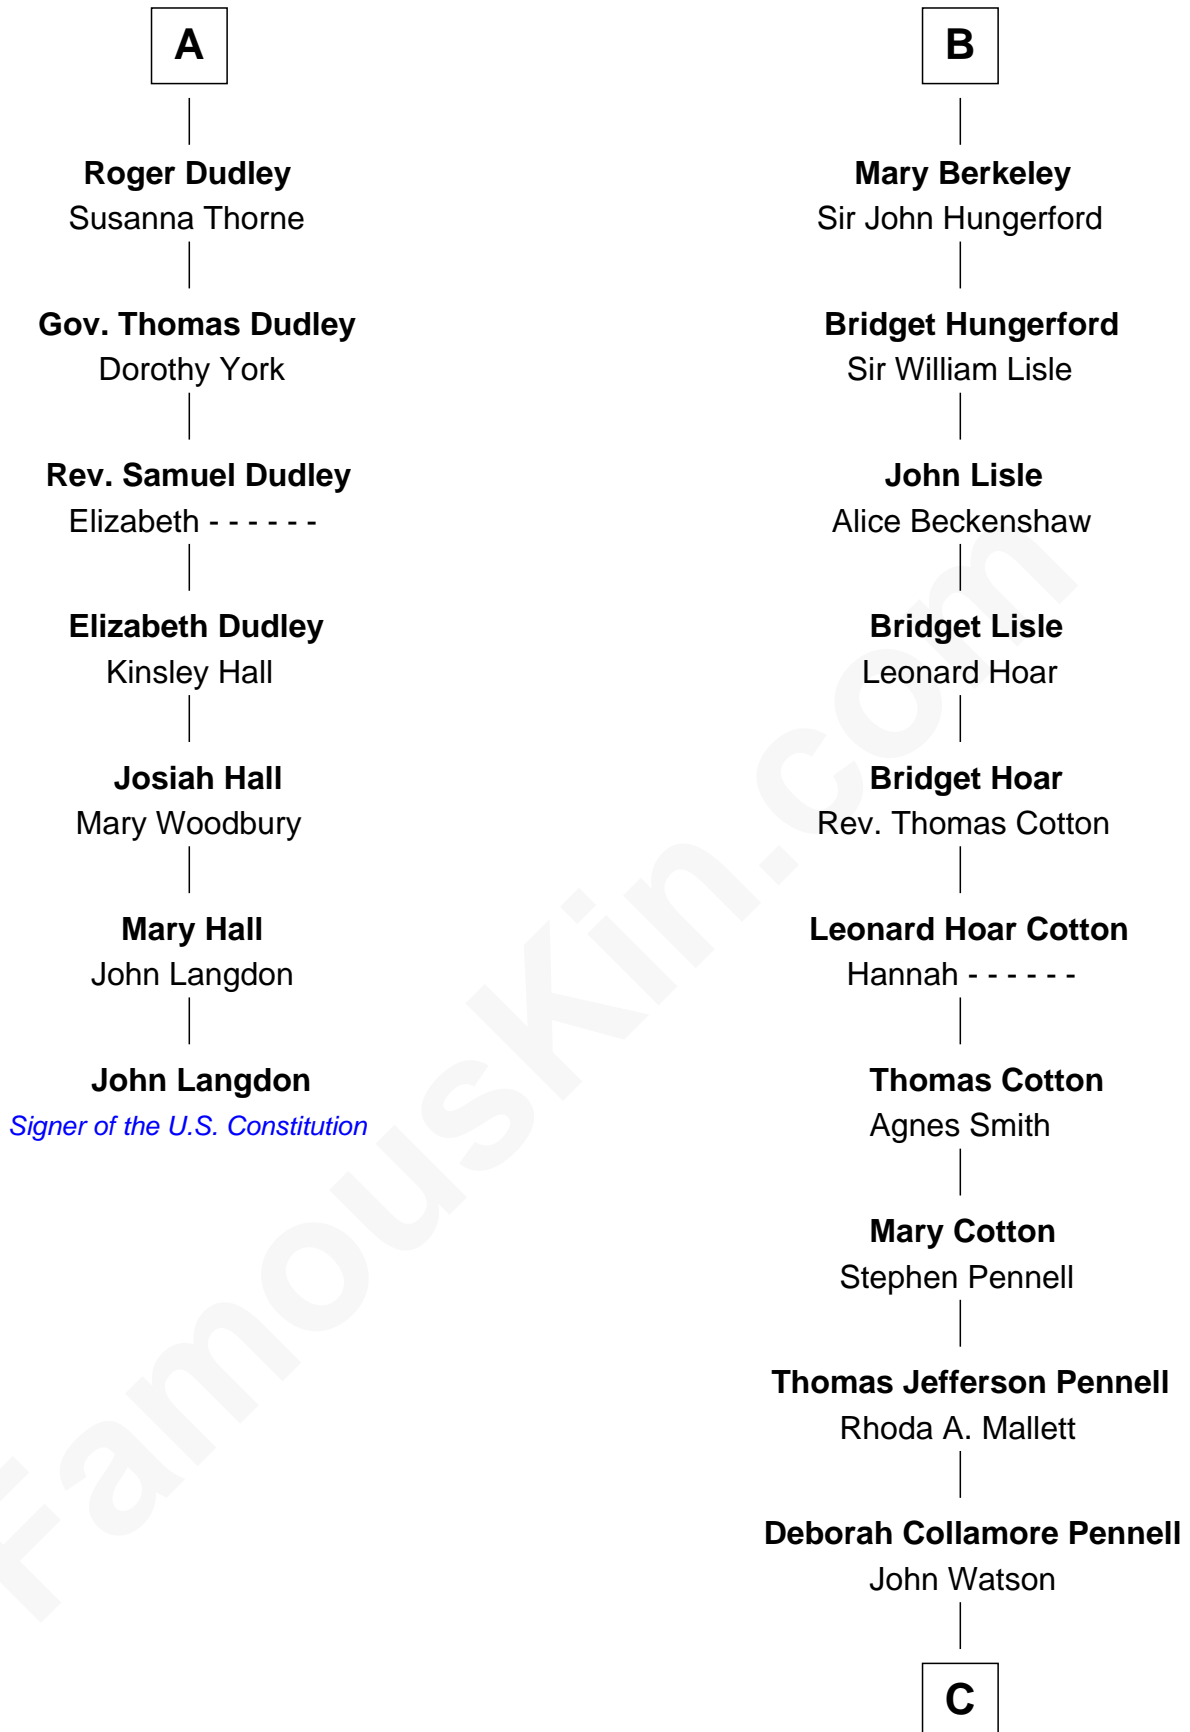 A
Roger Dudley
Susanna Thorne
Gov. Thomas Dudley
Dorothy York
Rev. Samuel Dudley
Elizabeth - - - - - -
Elizabeth Dudley
Kinsley Hall
Josiah Hall
Mary Woodbury
Mary Hall
John Langdon
John Langdon
Signer of the U.S. Constitution
B
Mary Berkeley
Sir John Hungerford
Bridget Hungerford
Sir William Lisle
John Lisle
Alice Beckenshaw
Bridget Lisle
Leonard Hoar
Bridget Hoar
Rev. Thomas Cotton
Leonard Hoar Cotton
Hannah - - - - - -
Thomas Cotton
Agnes Smith
Mary Cotton
Stephen Pennell
Thomas Jefferson Pennell
Rhoda A. Mallett
Deborah Collamore Pennell
John Watson
C
FamousKin.com